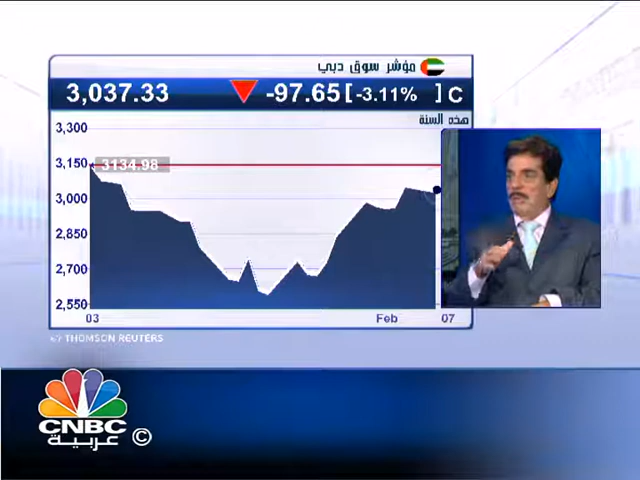 مؤشر سوق دبي
3,037.33 -97.65 [ -3.11% ] C
هذه السنة
3,300
3,150
3134.98
3,000
2,850
2,700
2,550
03 Feb 07
THOMSON REUTERS
CNBC
عربية ©